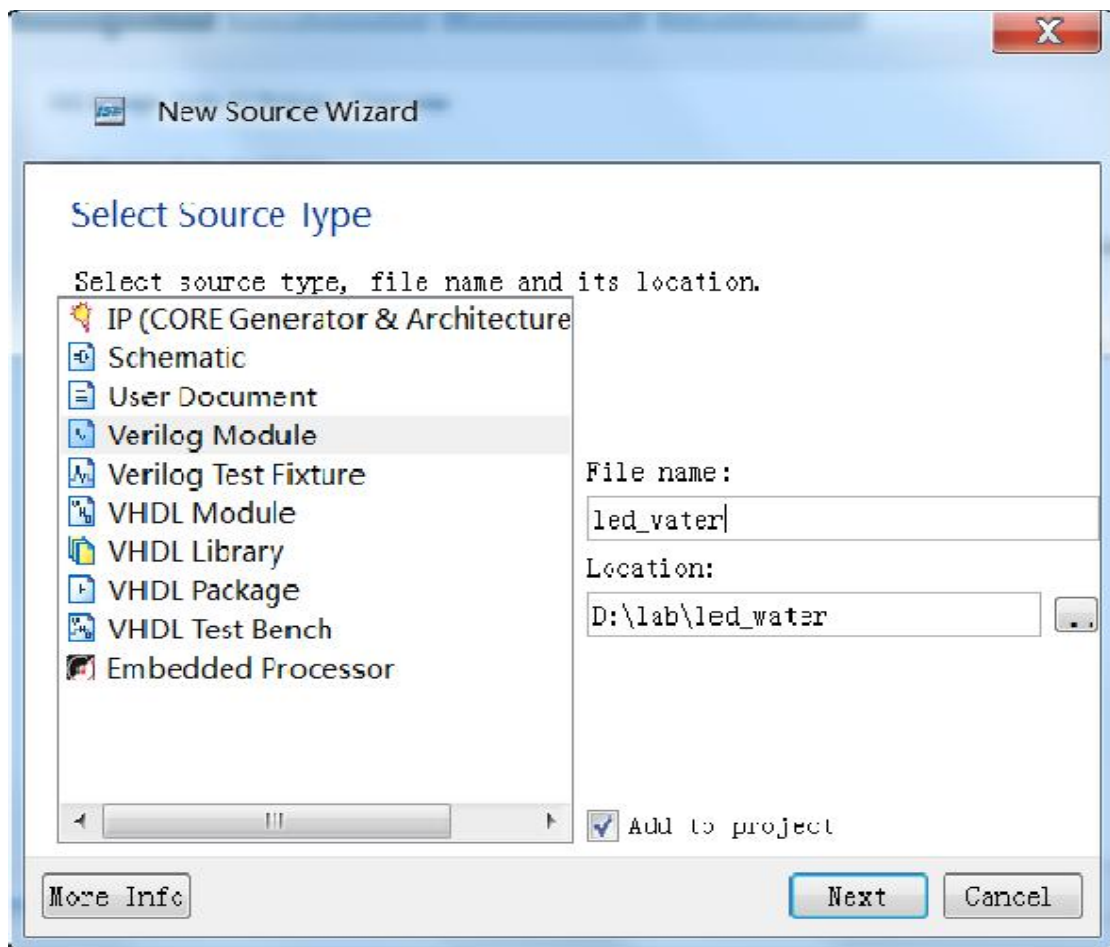 New Source Wizard
Select Source Type
Select source type, file name and its location.
IP (CORE Generator & Architecture
Schematic
User Document
Verilog Module
Verilog Test Fixture
VHDL Module
VHDL Library
VHDL Package
VHDL Test Bench
Embedded Processor
File name:
led_water
Location:
D:\lab\led_water
Add to project
More Info
Next
Cancel